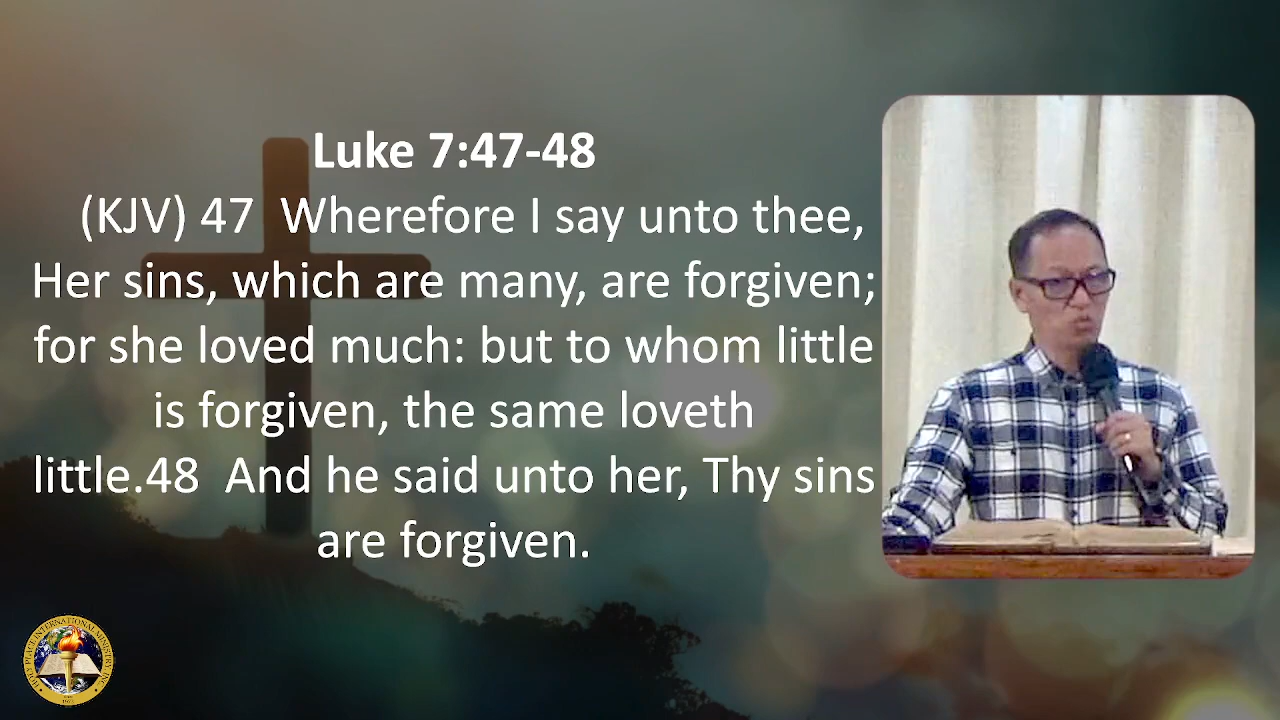 Luke 7:47-48
(KJV) 47  Wherefore I say unto thee,
Her sins, which are many, are forgiven;
for she loved much: but to whom little
is forgiven, the same loveth
little.48  And he said unto her, Thy sins
are forgiven.